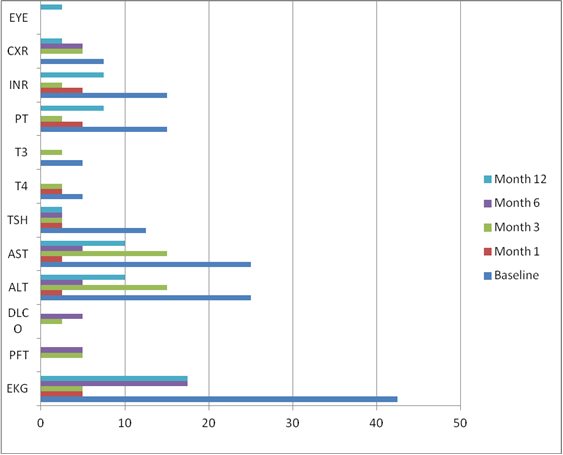 EYE
CXR
INR
PT
T3
T4
TSH
AST
ALT
DLC
O
PFT
EKG
0 10 20 30 40 50
Month 12
Month 6
Month 3
Month 1
Baseline